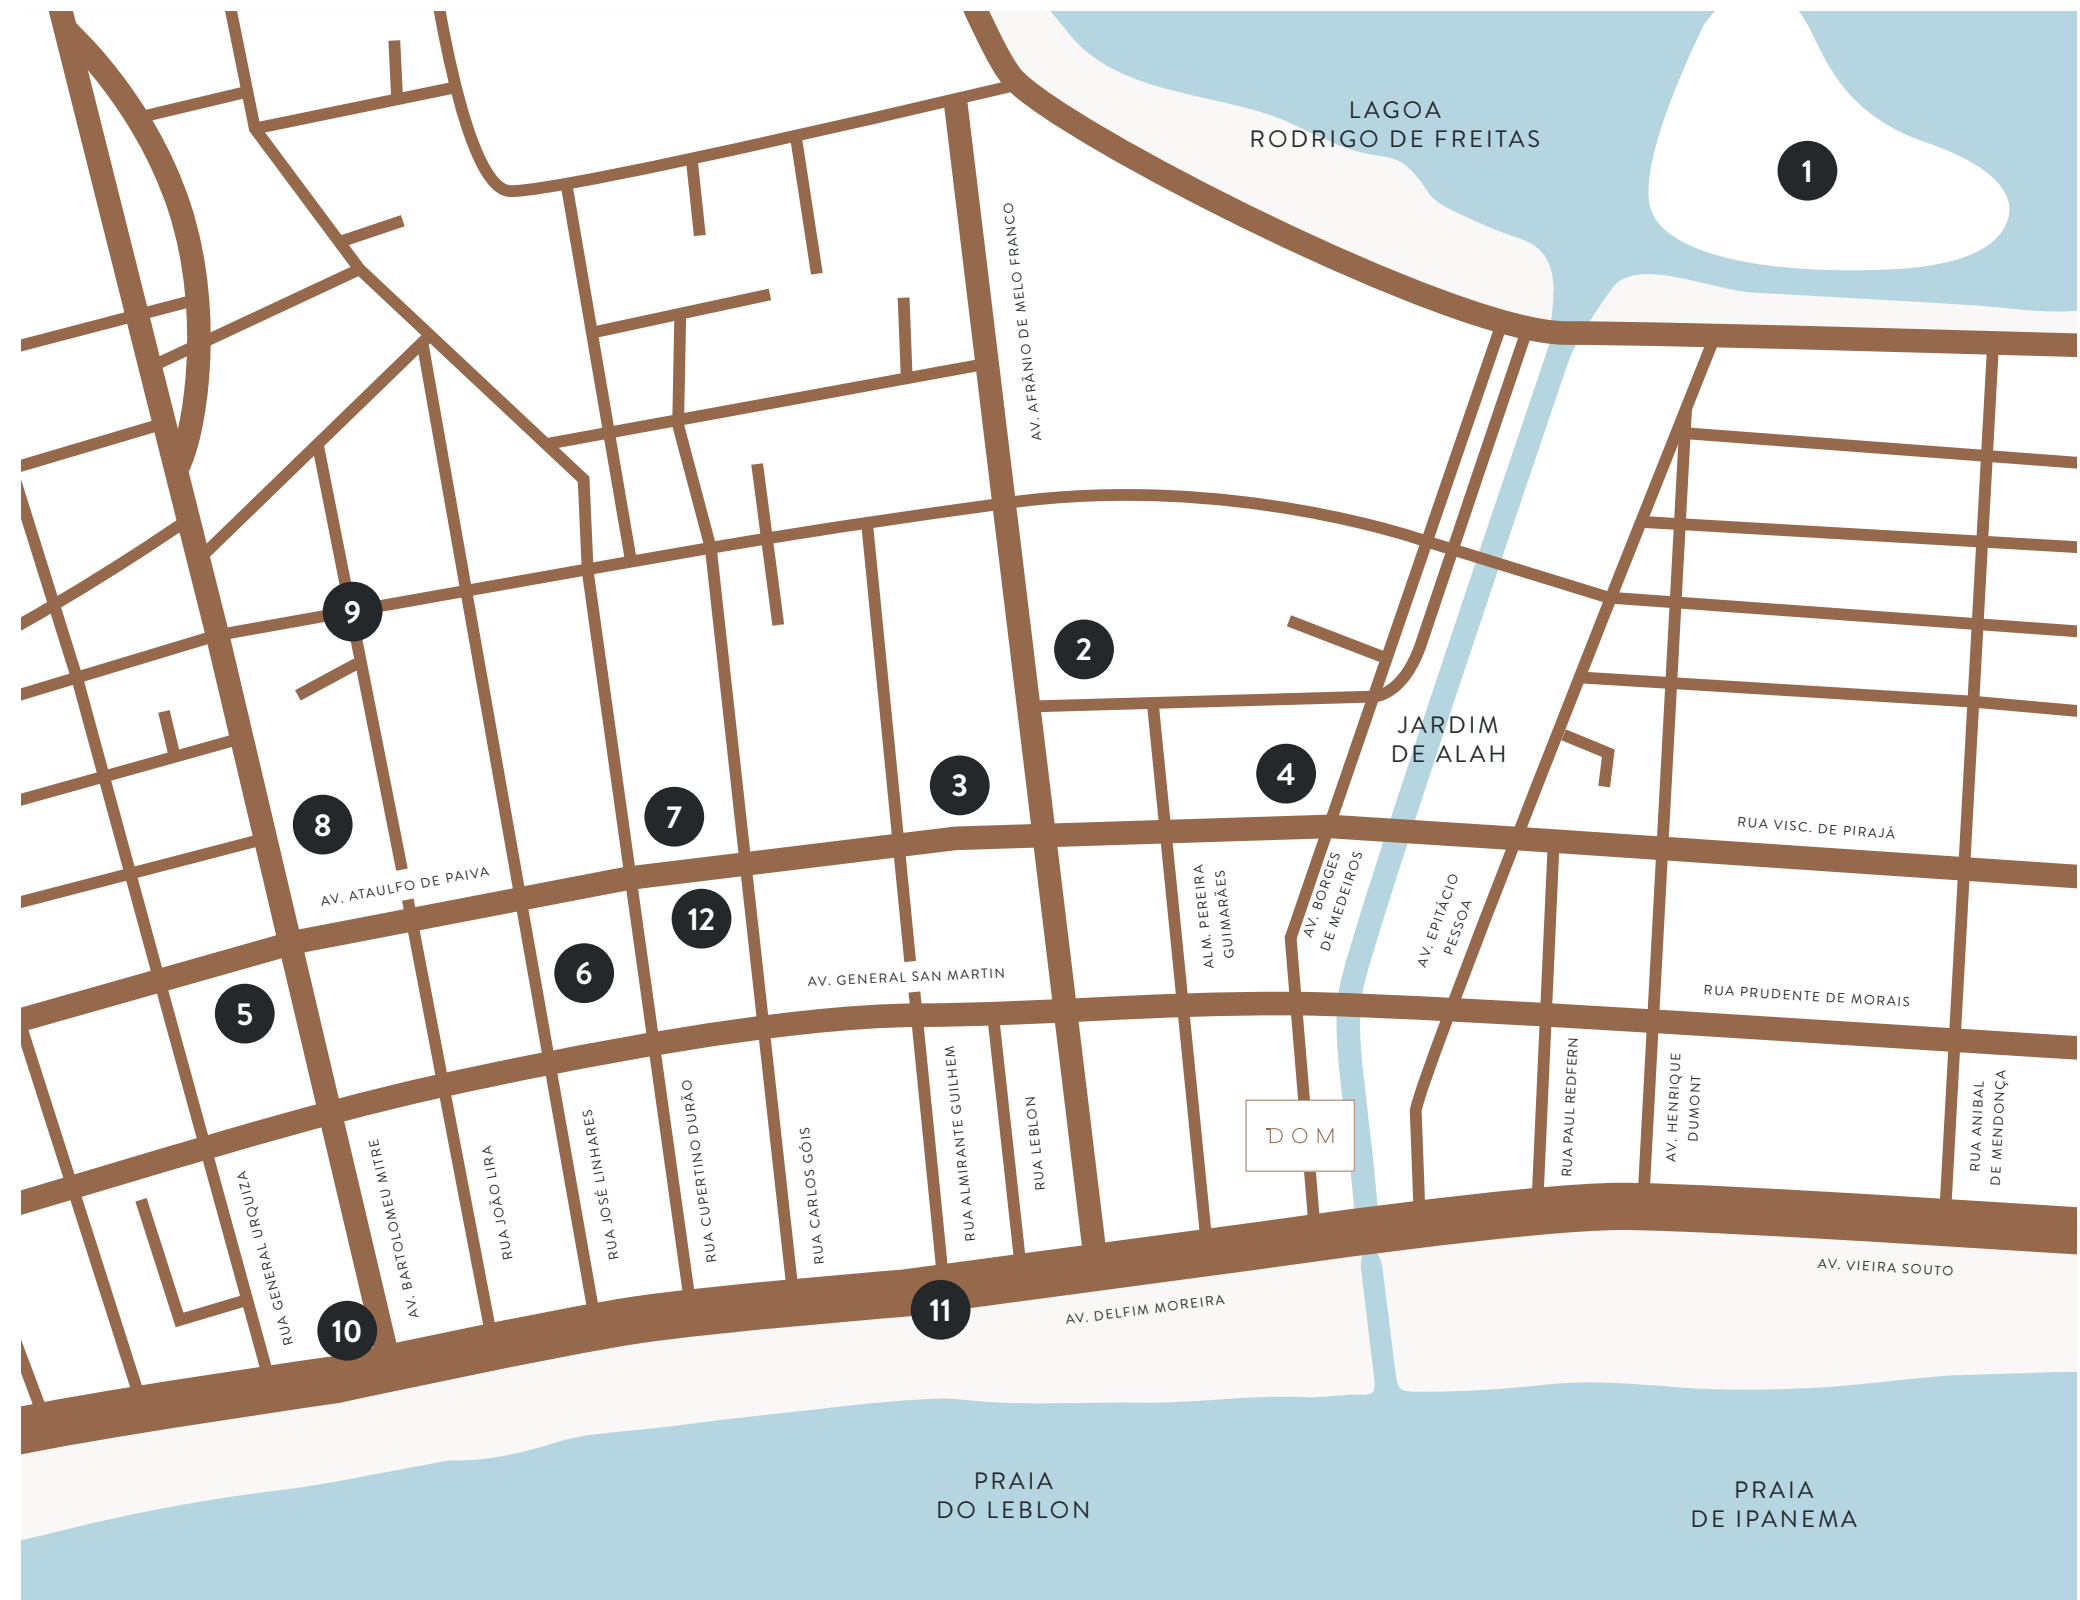 LAGOA
RODRIGO DE FREITAS
1
AV. AFRÂNIO DE MELO FRANCO
9
2
JARDIM
DE ALAH
4
3
7
8
RUA VISC. DE PIRAJÁ
AV. ATAULFO DE PAIVA
12
ALM. PEREIRA
GUIMARÃES
AV. BORGES
DE MEDEIROS
AV. EPITÁCIO
PESSOA
6
AV. GENERAL SAN MARTIN
RUA PRUDENTE DE MORAIS
5
RUA GENERAL URQUIZA
AV. BARTOLOMEU MITRE
RUA JOÃO LIRA
RUA JOSÉ LINHARES
RUA CUPERTINO DURÃO
RUA CARLOS GÓIS
RUA ALMIRANTE GUILHEM
RUA LEBLON
DOM
RUA PAUL REDFERN
AV. HENRIQUE
DUMONT
RUA ANIBAL
DE MENDONÇA
10
11
AV. DELFIM MOREIRA
AV. VIEIRA SOUTO
PRAIA
DO LEBLON
PRAIA
DE IPANEMA